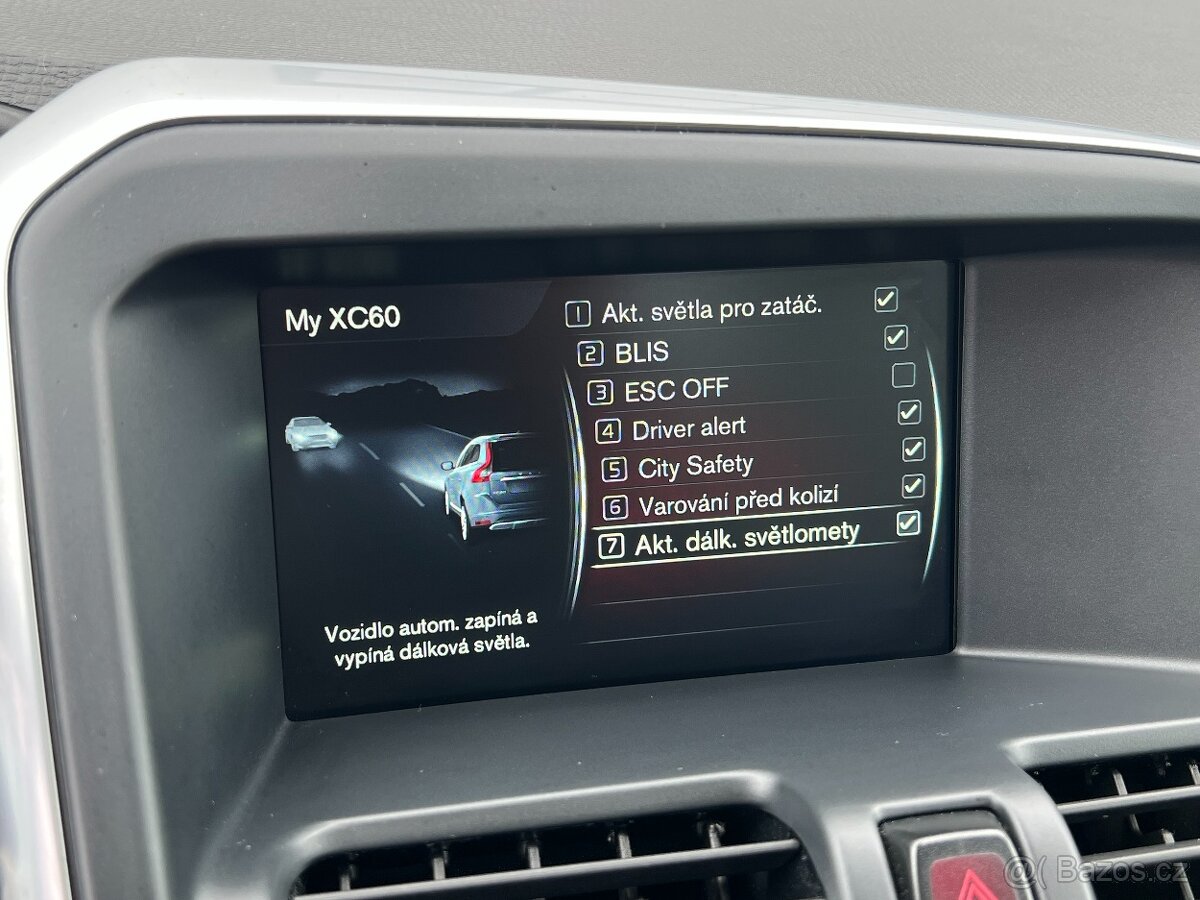 My XC60
1 Akt. světla pro zatáč.
2 BLIS
3 ESC OFF
4 Driver alert
5 City Safety
6 Varování před kolizí
7 Akt. dálk. světlomety
Vozidlo autom. zapíná a
vypíná dálková světla.
@( Bazos.cz